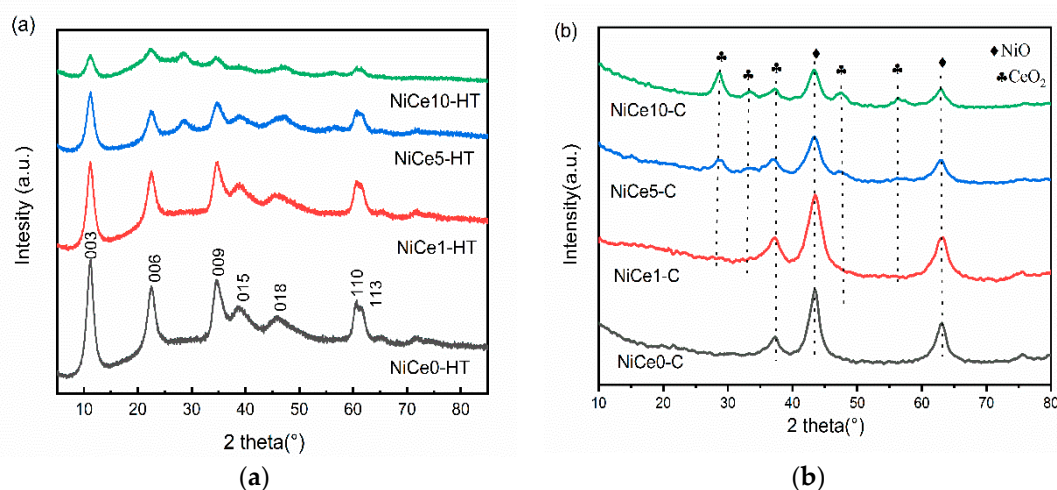 (a)
NiCe10-HT
NiCe5-HT
NiCe1-HT
003
006
009
015
018
110
113
NiCe0-HT
Intesity (a.u.)
10 20 30 40 50 60 70 80
2 theta(°)
(a)
(b)
♦NiO
♣CeO₂
NiCe10-C
NiCe5-C
NiCe1-C
NiCe0-C
Intensity(a.u.)
10 20 30 40 50 60 70 80
2 theta(°)
(b)